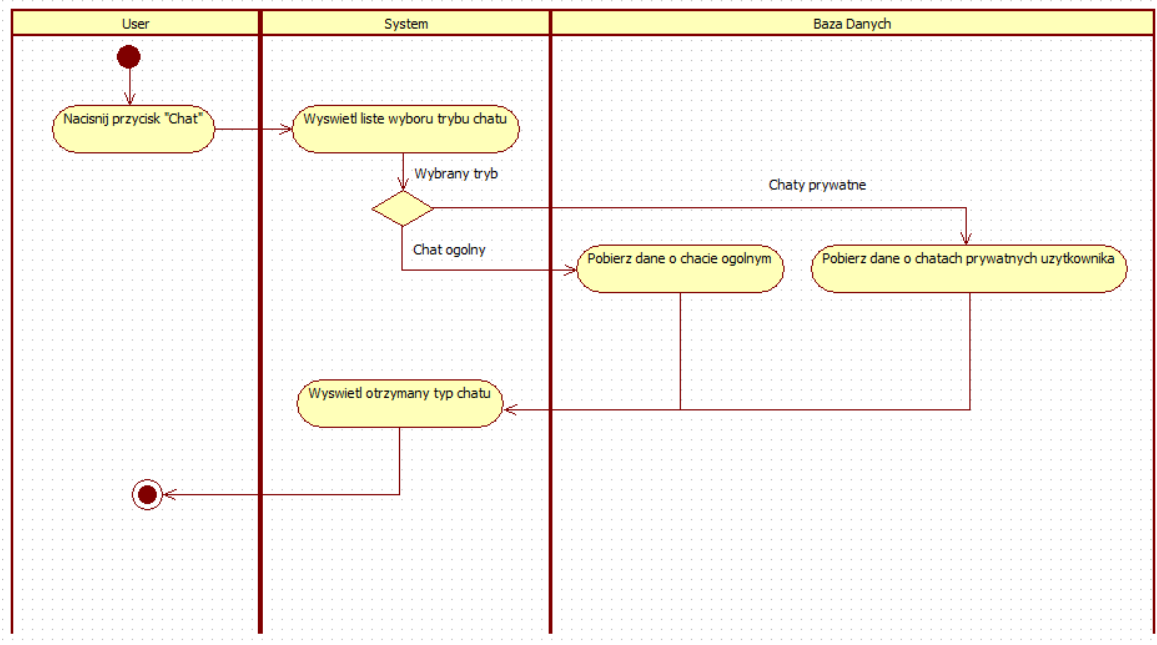 User
System
Baza Danych
Nacisnij przycisk "Chat"
Wyswietl liste wyboru trybu chatu
Wybrany tryb
Chaty prywatne
Chat ogolny
Pobierz dane o chacie ogolnym
Pobierz dane o chatach prywatnych uzytkownika
Wyswietl otrzymany typ chatu